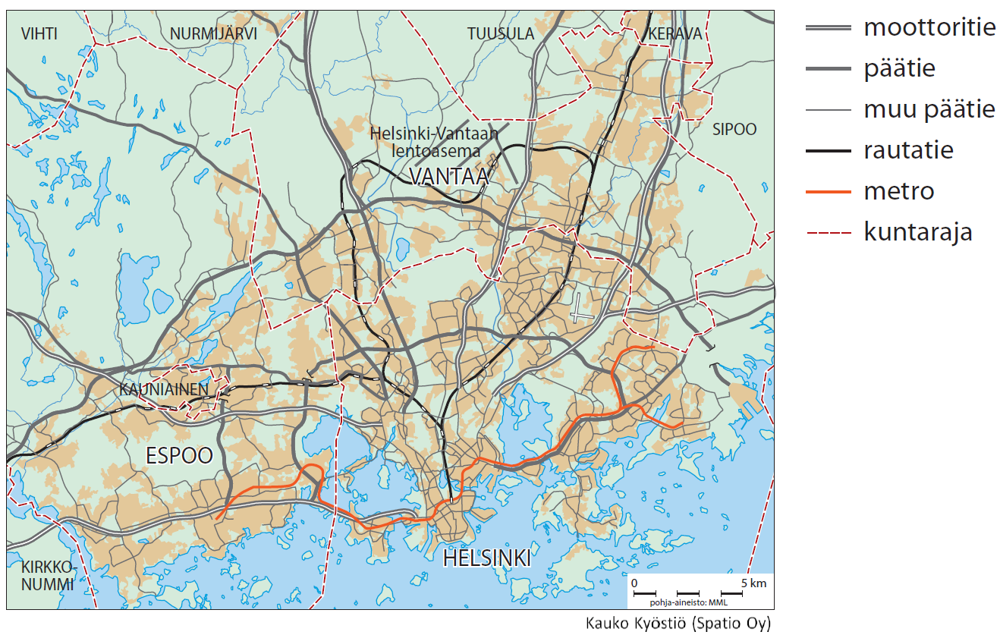 VIHTI
NURMIJÄRVI
TUUSULA
KERAVA
SIPOO
Helsinki-Vantaan
lentoasema
VANTAA
KAUNIAINEN
ESPOO
HELSINKI
KIRKKO-
NUMMI
0 5 km
pohja-aineisto: MML
Kauko Kyöstiö (Spatio Oy)
moottoritie
päätie
muu päätie
rautatie
metro
kuntaraja